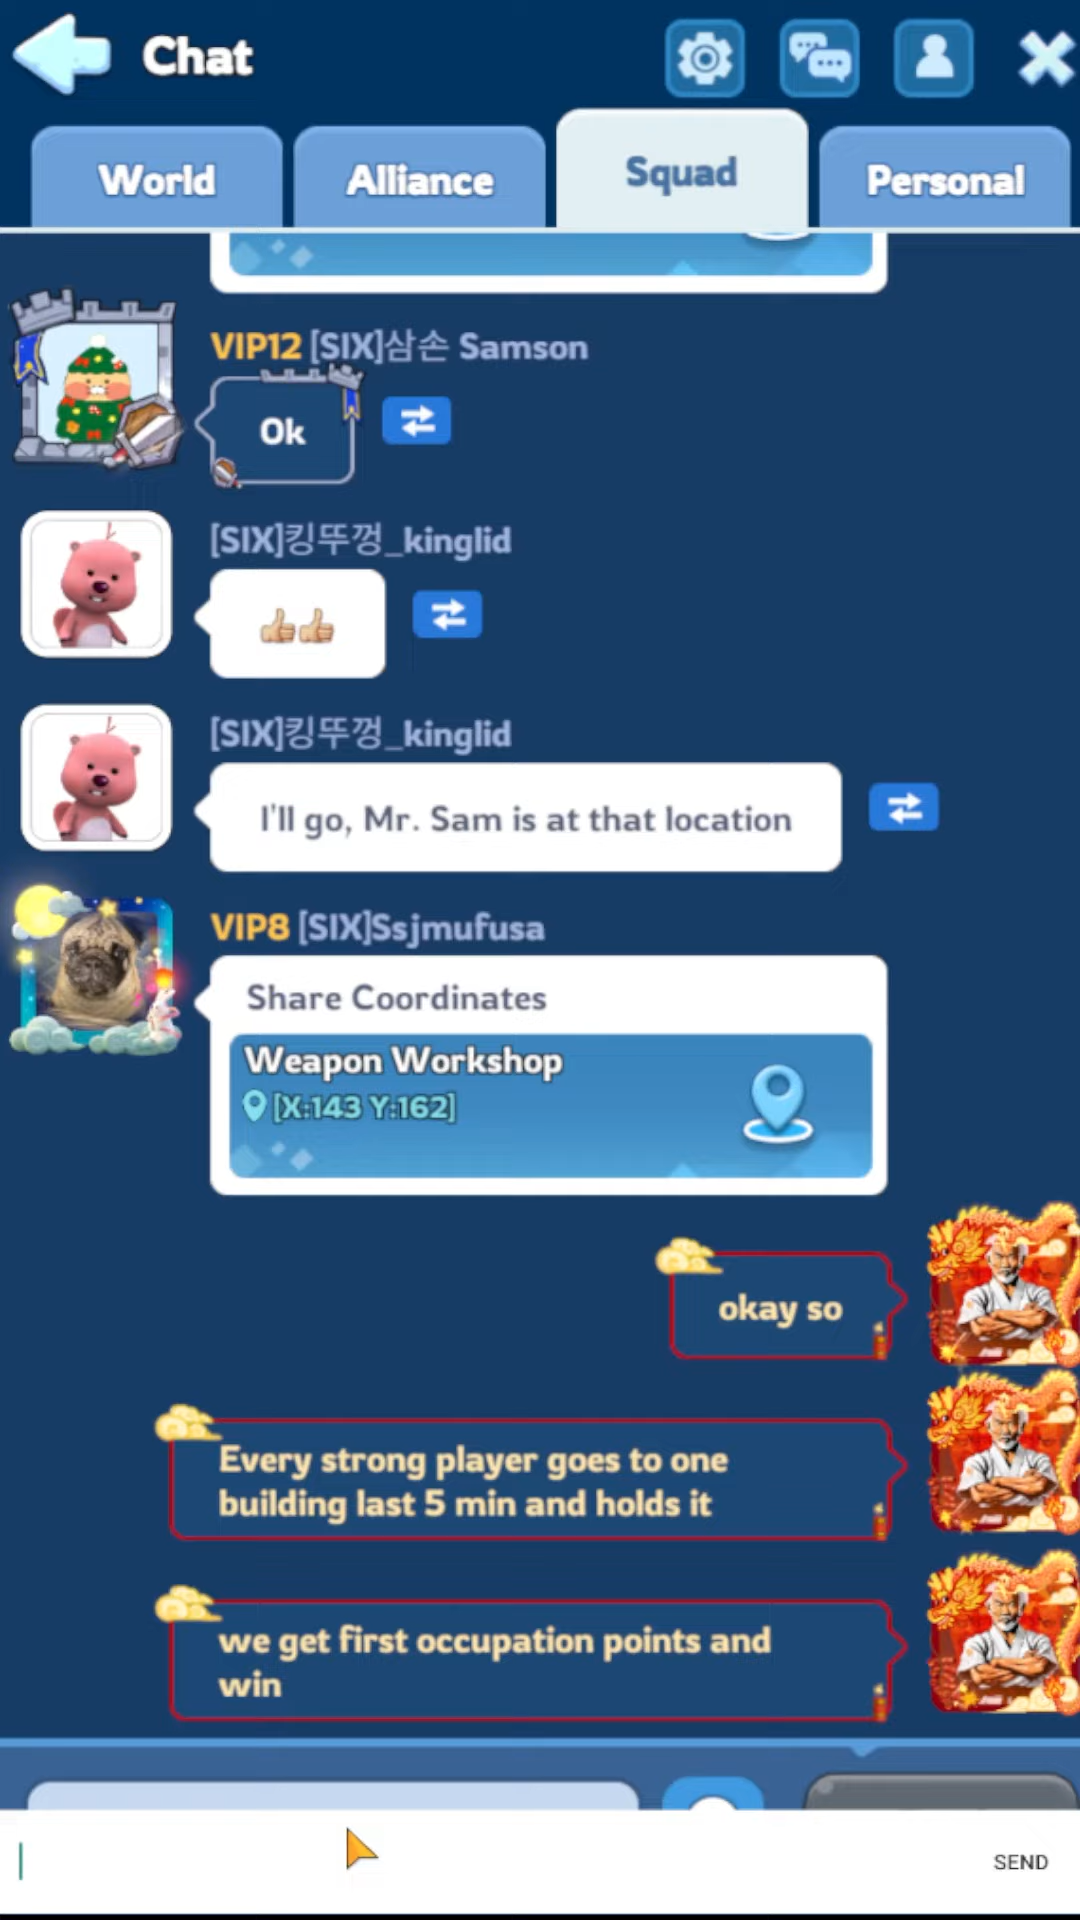 Chat
World
Alliance
Squad
Personal
VIP12 [SIX]삼손 Samson
Ok
[SIX]킹뚜껑_kinglid
👍🏻👍🏻
[SIX]킹뚜껑_kinglid
I'll go, Mr. Sam is at that location
VIP8 [SIX]Ssjmufusa
Share Coordinates
Weapon Workshop
[X:143 Y:162]
okay so
Every strong player goes to one
building last 5 min and holds it
we get first occupation points and
win
SEND